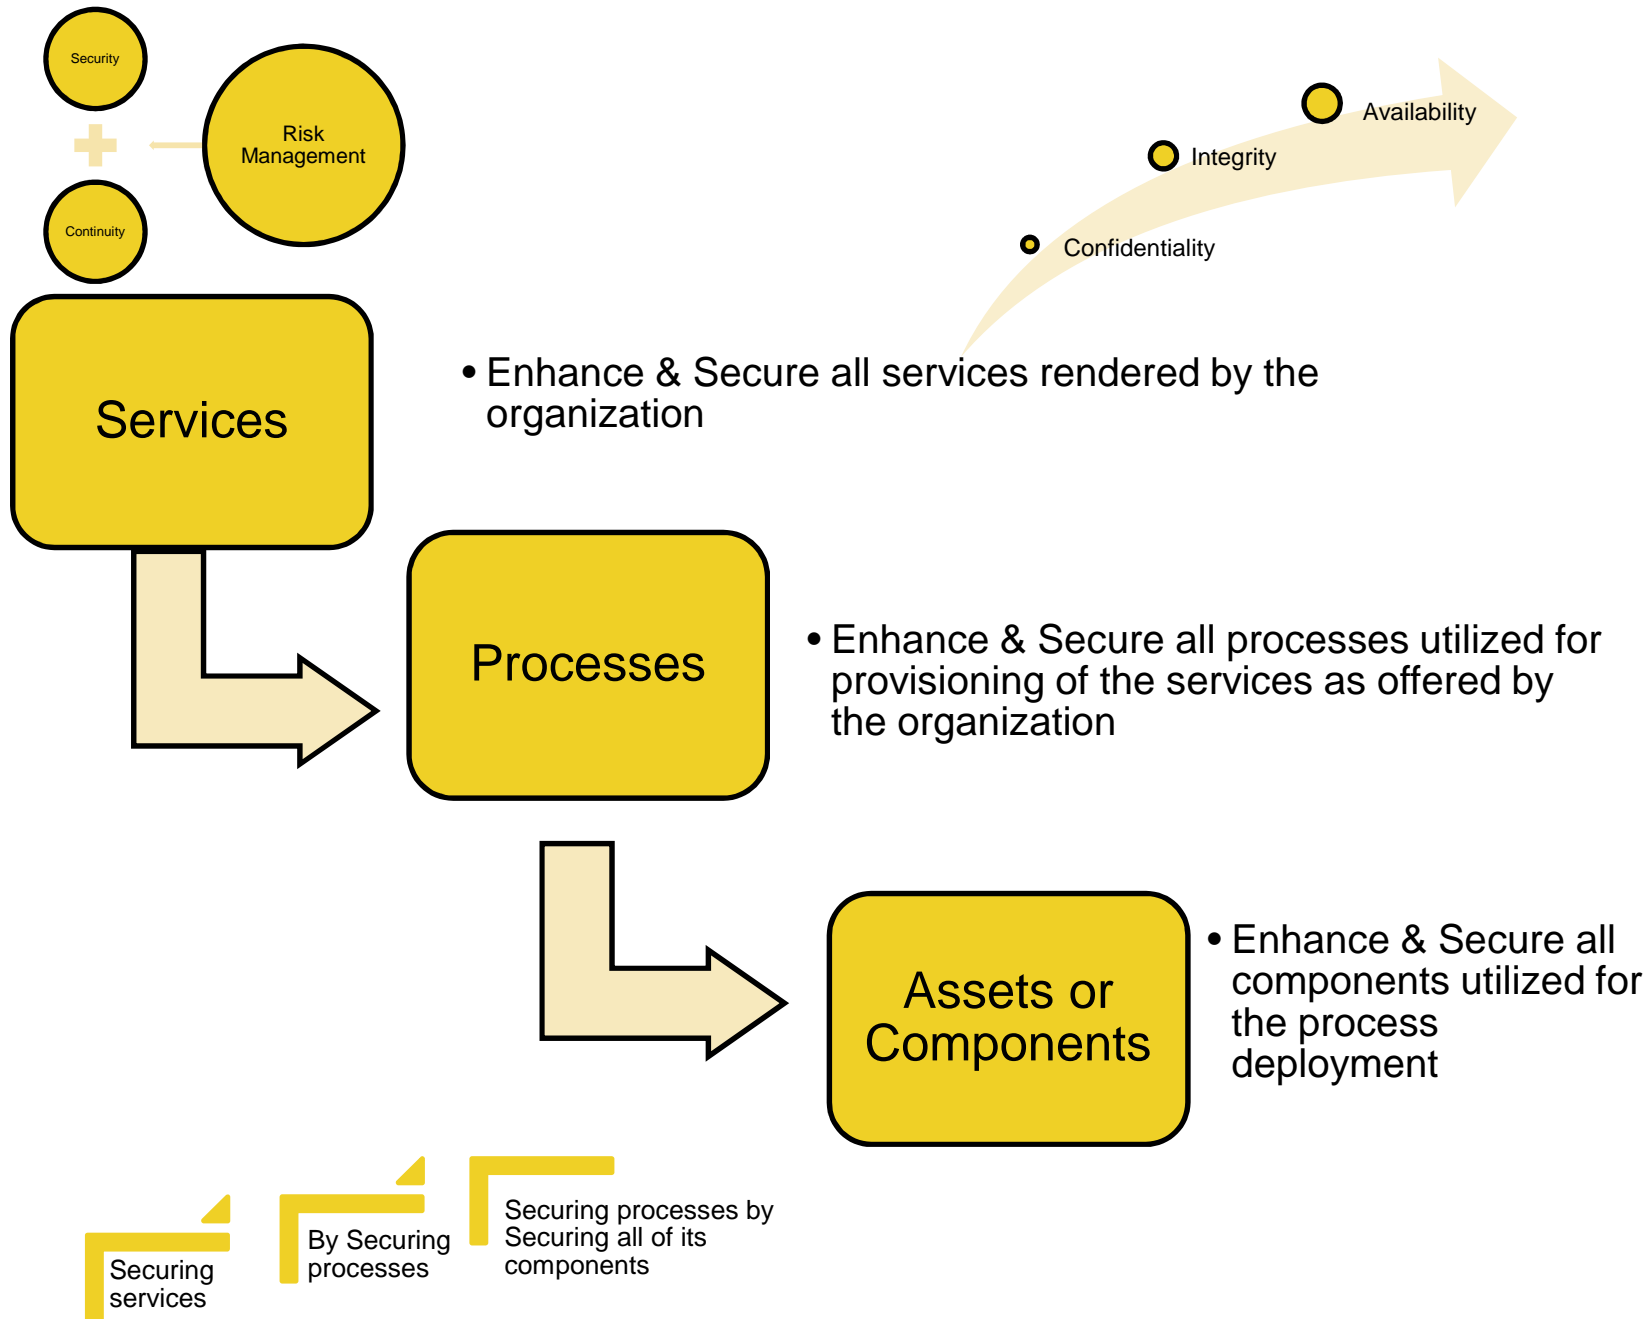 Security
Risk
Management
Continuity
Availability
Integrity
Confidentiality
Services
• Enhance & Secure all services rendered by the
organization
Processes
• Enhance & Secure all processes utilized for
provisioning of the services as offered by
the organization
Assets or
Components
• Enhance & Secure all
components utilized for
the process
deployment
Securing
services
By Securing
processes
Securing processes by
Securing all of its
components